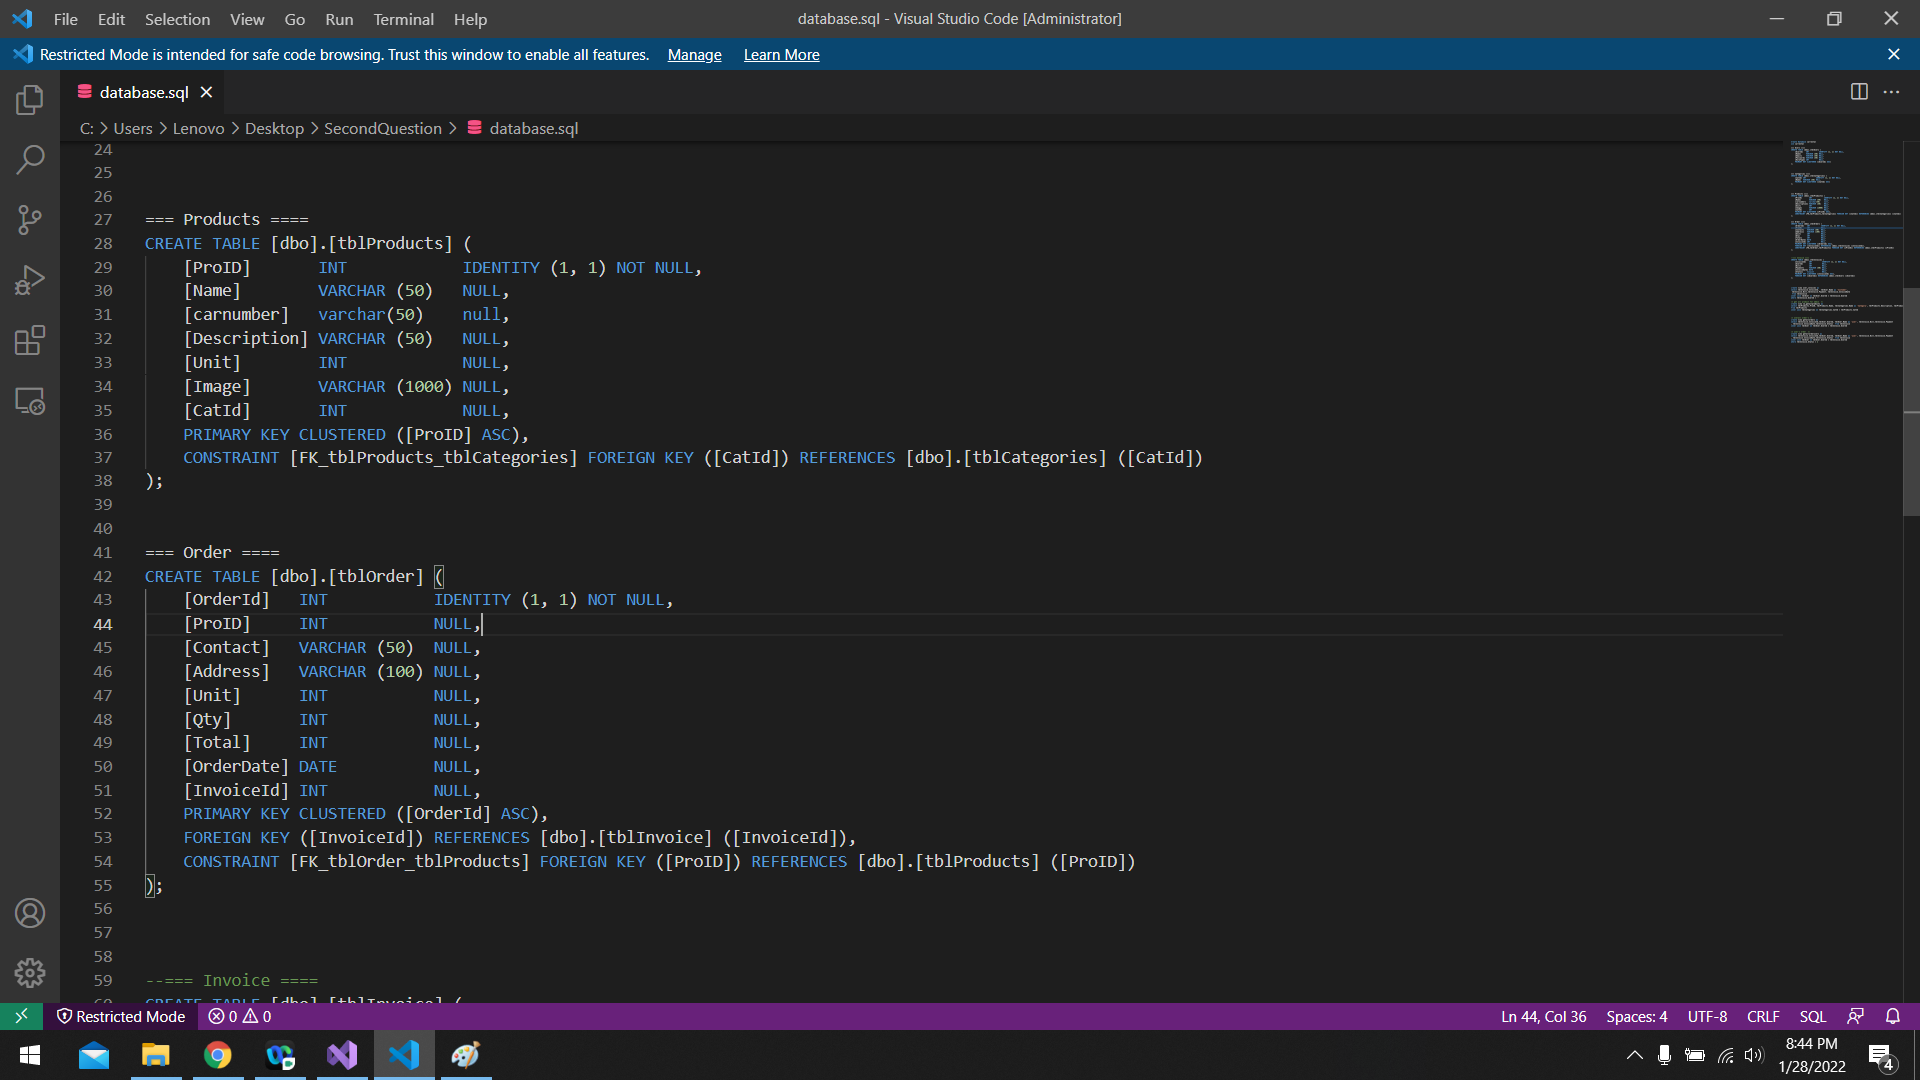 File Edit Selection View Go Run Terminal Help
database.sql - Visual Studio Code [Administrator]
Restricted Mode is intended for safe code browsing. Trust this window to enable all features. Manage Learn More
database.sql
C: > Users > Lenovo > Desktop > SecondQuestion > database.sql
24
25
26
27 === Products ====
28 CREATE TABLE [dbo].[tblProducts] (
29     [ProID]       INT            IDENTITY (1, 1) NOT NULL,
30     [Name]        VARCHAR (50)   NULL,
31     [carnumber]   varchar(50)    null,
32     [Description] VARCHAR (50)   NULL,
33     [Unit]        INT            NULL,
34     [Image]       VARCHAR (1000) NULL,
35     [CatId]       INT            NULL,
36     PRIMARY KEY CLUSTERED ([ProID] ASC),
37     CONSTRAINT [FK_tblProducts_tblCategories] FOREIGN KEY ([CatId]) REFERENCES [dbo].[tblCategories] ([CatId])
38 );
39
40
41 === Order ====
42 CREATE TABLE [dbo].[tblOrder] (
43     [OrderId]   INT           IDENTITY (1, 1) NOT NULL,
44     [ProID]     INT           NULL,
45     [Contact]   VARCHAR (50)  NULL,
46     [Address]   VARCHAR (100) NULL,
47     [Unit]      INT           NULL,
48     [Qty]       INT           NULL,
49     [Total]     INT           NULL,
50     [OrderDate] DATE          NULL,
51     [InvoiceId] INT           NULL,
52     PRIMARY KEY CLUSTERED ([OrderId] ASC),
53     FOREIGN KEY ([InvoiceId]) REFERENCES [dbo].[tblInvoice] ([InvoiceId]),
54     CONSTRAINT [FK_tblOrder_tblProducts] FOREIGN KEY ([ProID]) REFERENCES [dbo].[tblProducts] ([ProID])
55 );
56
57
58
59 --=== Invoice ====
60 CREATE TABLE [dbo].[tblInvoice] (
Restricted Mode 0 0 Ln 44, Col 36 Spaces: 4 UTF-8 CRLF SQL
8:44 PM
1/28/2022
4